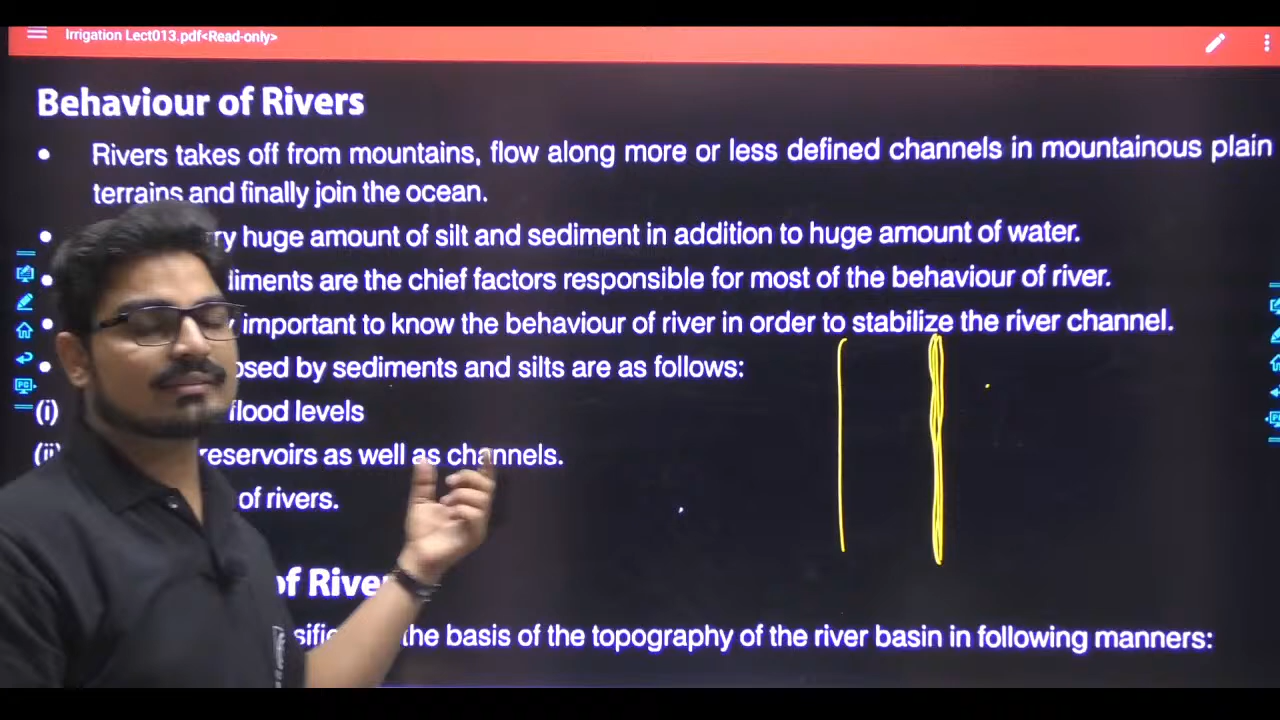 Irrigation Lect013.pdf<Read-only>
Behaviour of Rivers
• Rivers takes off from mountains, flow along more or less defined channels in mountainous plain
terrains and finally join the ocean.
• huge amount of silt and sediment in addition to huge amount of water.
• are the chief factors responsible for most of the behaviour of river.
• important to know the behaviour of river in order to stabilize the river channel.
• by sediments and silts are as follows:
(i) flood levels
(ii) reservoirs as well as channels.
of rivers.
of
the basis of the topography of the river basin in following manners:
PC